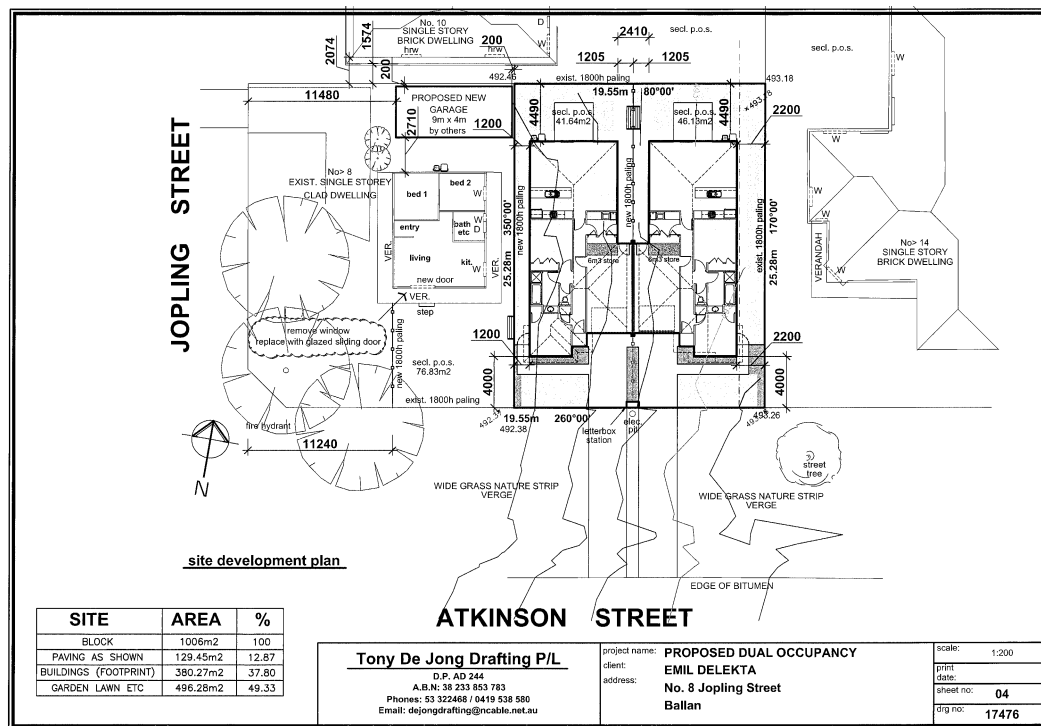 No. 10
SINGLE STORY
BRICK DWELLING
hrw
hrw
D
W
2074
1574
200
200
2410
1205
1205
secl. p.o.s.
secl. p.o.s.
492.46
exist. 1800h paling
493.18
19.55m
80°00'
×493.18
11480
PROPOSED NEW
GARAGE
9m x 4m
by others
2710
1200
4490
secl p.o.s.
41.64m2
secl p.o.s.
46.13m2
4490
2200
W
W
W
W
new 1800h paling
JOPLING STREET
No> 8
EXIST. SINGLE STOREY
CLAD DWELLING
bed 1
bed 2
W
entry
bath
etc
W
D
living
kit.
W
new door
VER.
VER.
VER.
step
25.28m 350°00'
new 1800h paling
6m3 store
6m3 store
exist. 1800h paling
25.28m 170°00'
VERANDAH
No> 14
SINGLE STORY
BRICK DWELLING
remove window
replace with glazed sliding door
new 1800h paling
secl. p.o.s.
76.83m2
exist. 1800h paling
1200
4000
2200
4000
fire hydrant
11240
19.55m
260°00'
492.38
letterbox
station
elec.
pit
493.26
street
tree
N
WIDE GRASS NATURE STRIP
VERGE
WIDE GRASS NATURE STRIP
VERGE
site development plan
EDGE OF BITUMEN
ATKINSON STREET
SITE AREA %
BLOCK 1006m2 100
PAVING AS SHOWN 129.45m2 12.87
BUILDINGS (FOOTPRINT) 380.27m2 37.80
GARDEN LAWN ETC 496.28m2 49.33
Tony De Jong Drafting P/L
D.P. AD 244
A.B.N: 38 233 853 783
Phones: 53 322468 / 0419 538 580
Email: dejongdrafting@ncable.net.au
project name: PROPOSED DUAL OCCUPANCY
client: EMIL DELEKTA
address: No. 8 Jopling Street
Ballan
scale: 1:200
print
date:
sheet no: 04
drg no: 17476